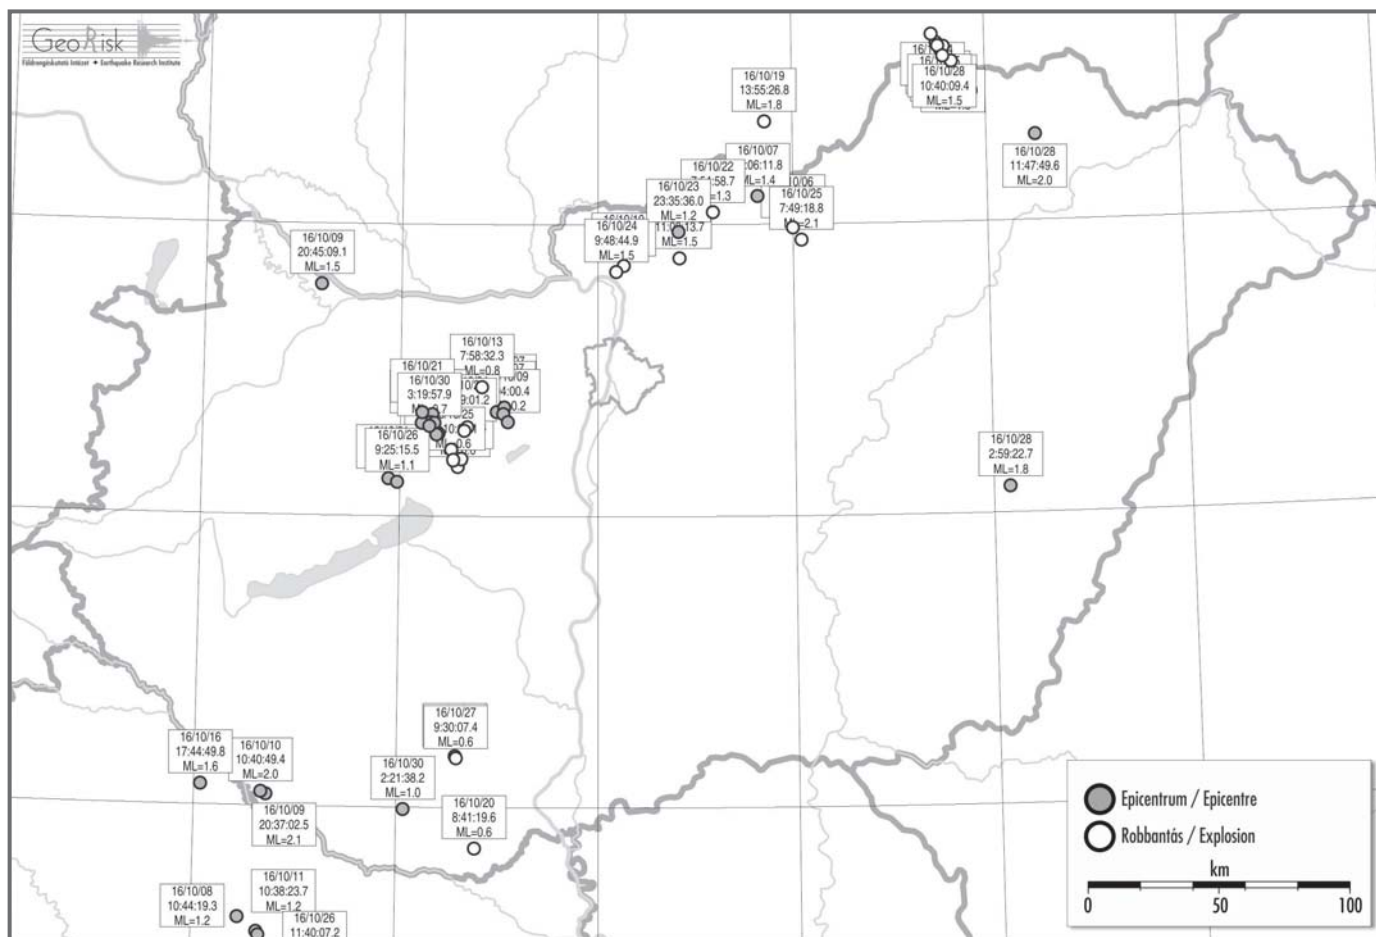 GeoRisk
Földrengéskutató Intézet ✦ Earthquake Research Institute
16/10/19
13:55:26.8
ML=1.8
16/10/28
10:40:09.4
ML=1.5
16/10/28
11:47:49.6
ML=2.0
16/10/07
:06:11.8
ML=1.4
16/10/22
:58.7
=1.3
16/10/23
23:35:36.0
ML=1.2
ML=1.5
16/10/25
7:49:18.8
ML=2.1
16/10/24
9:48:44.9
ML=1.5
16/10/09
20:45:09.1
ML=1.5
16/10/13
7:58:32.3
ML=0.8
16/10/21
16/10/30
3:19:57.9
16/10/26
9:25:15.5
ML=1.1
16/10/28
2:59:22.7
ML=1.8
16/10/27
9:30:07.4
ML=0.6
16/10/16
17:44:49.8
ML=1.6
16/10/10
10:40:49.4
ML=2.0
16/10/30
2:21:38.2
ML=1.0
16/10/20
8:41:19.6
ML=0.6
16/10/09
20:37:02.5
ML=2.1
16/10/08
10:44:19.3
ML=1.2
16/10/11
10:38:23.7
ML=1.2
16/10/26
11:40:07.2
Epicentrum / Epicentre
Robbantás / Explosion
km
0 50 100